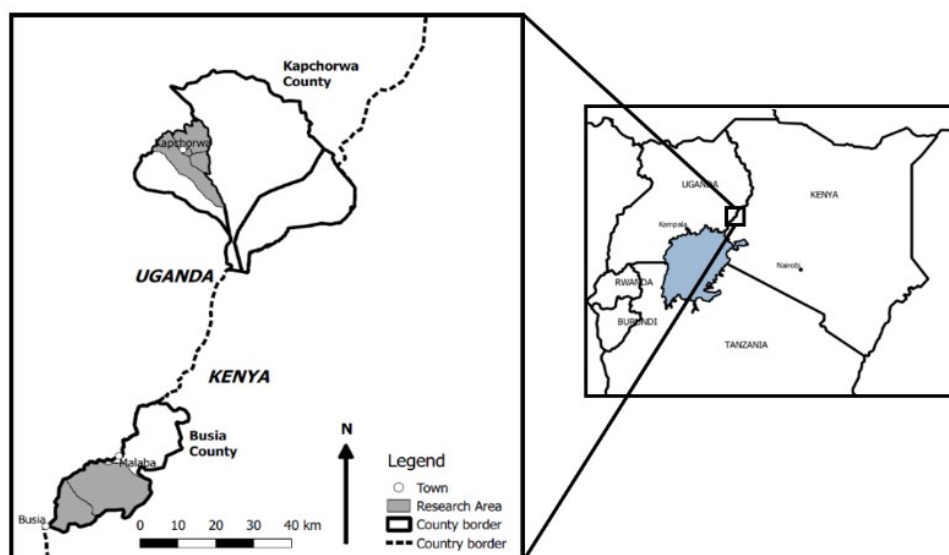 Kapchorwa
County
Kapchorwa
UGANDA
KENYA
Busia
County
Malaba
Busia
N
Legend
Town
Research Area
County border
Country border
0 10 20 30 40 km
UGANDA
KENYA
Kampala
Nairobi
RWANDA
BURUNDI
TANZANIA